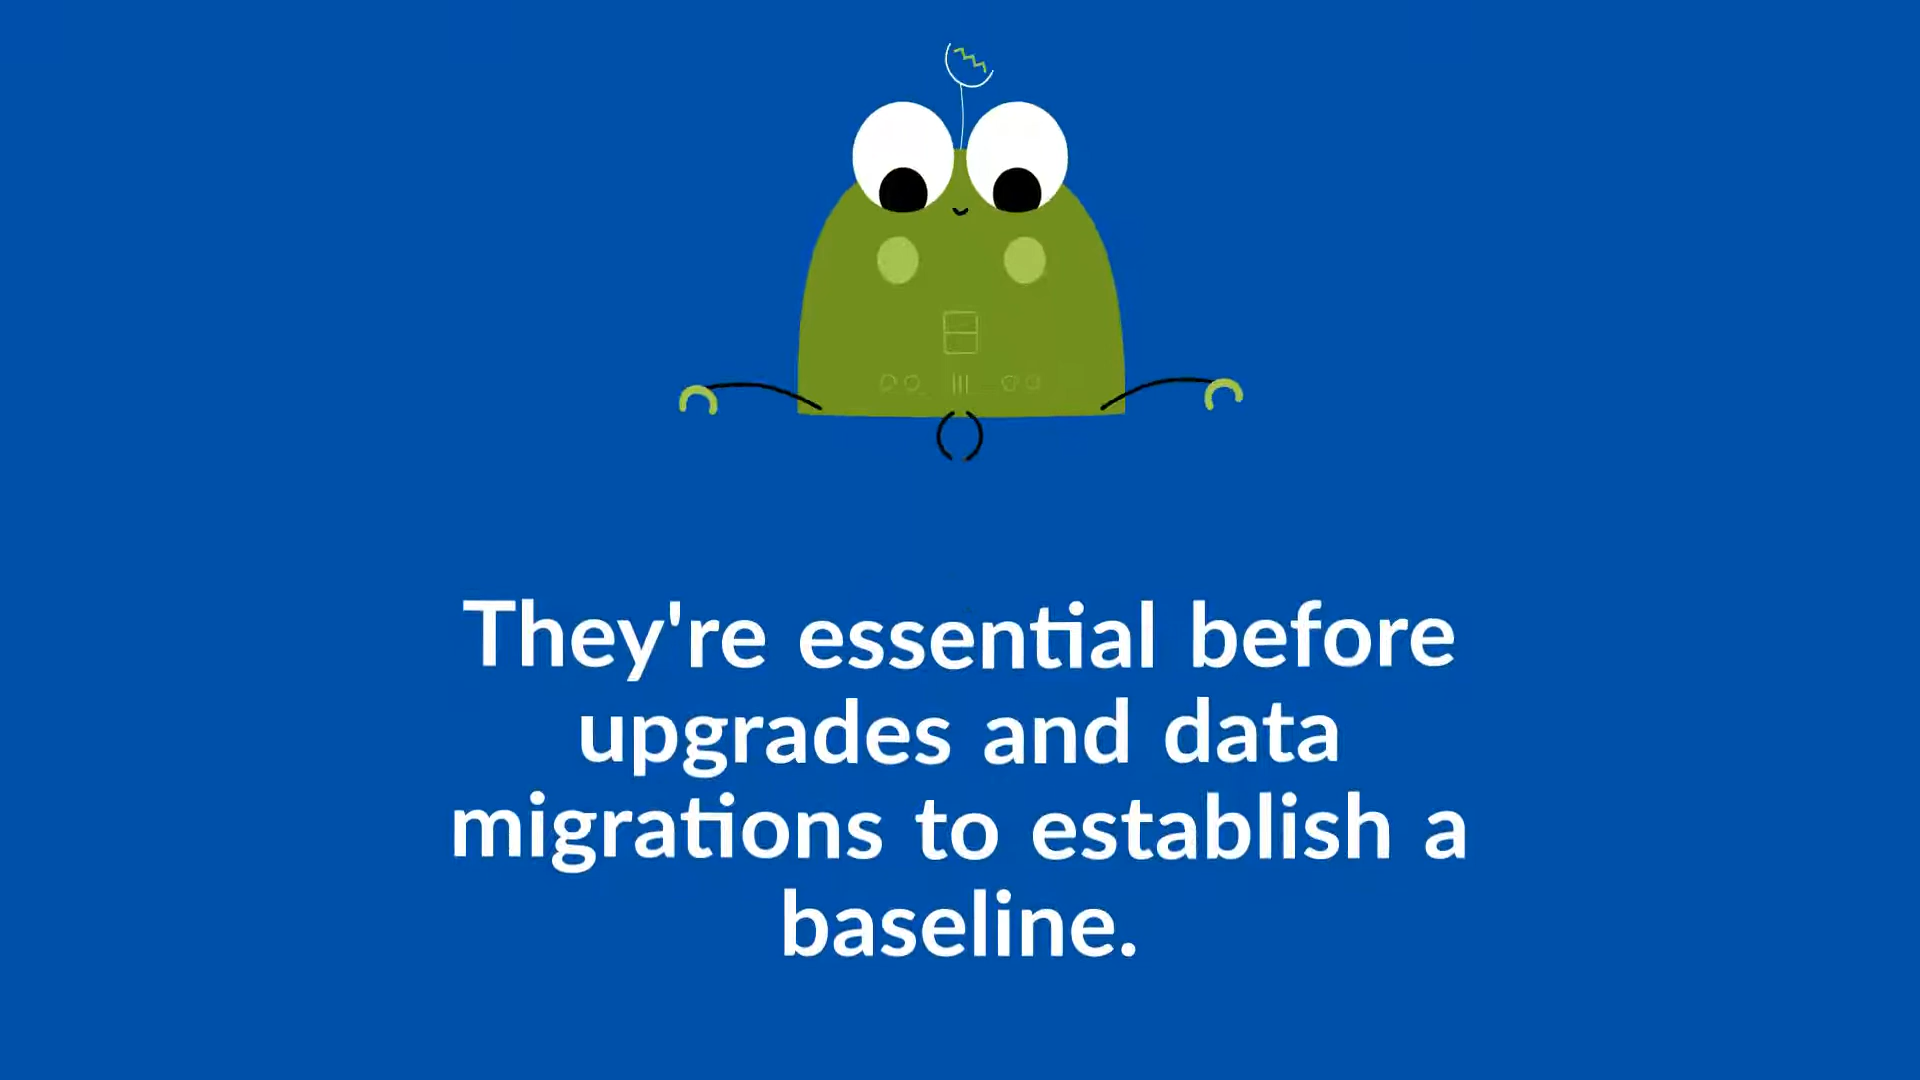 They're essential before
upgrades and data
migrations to establish a
baseline.